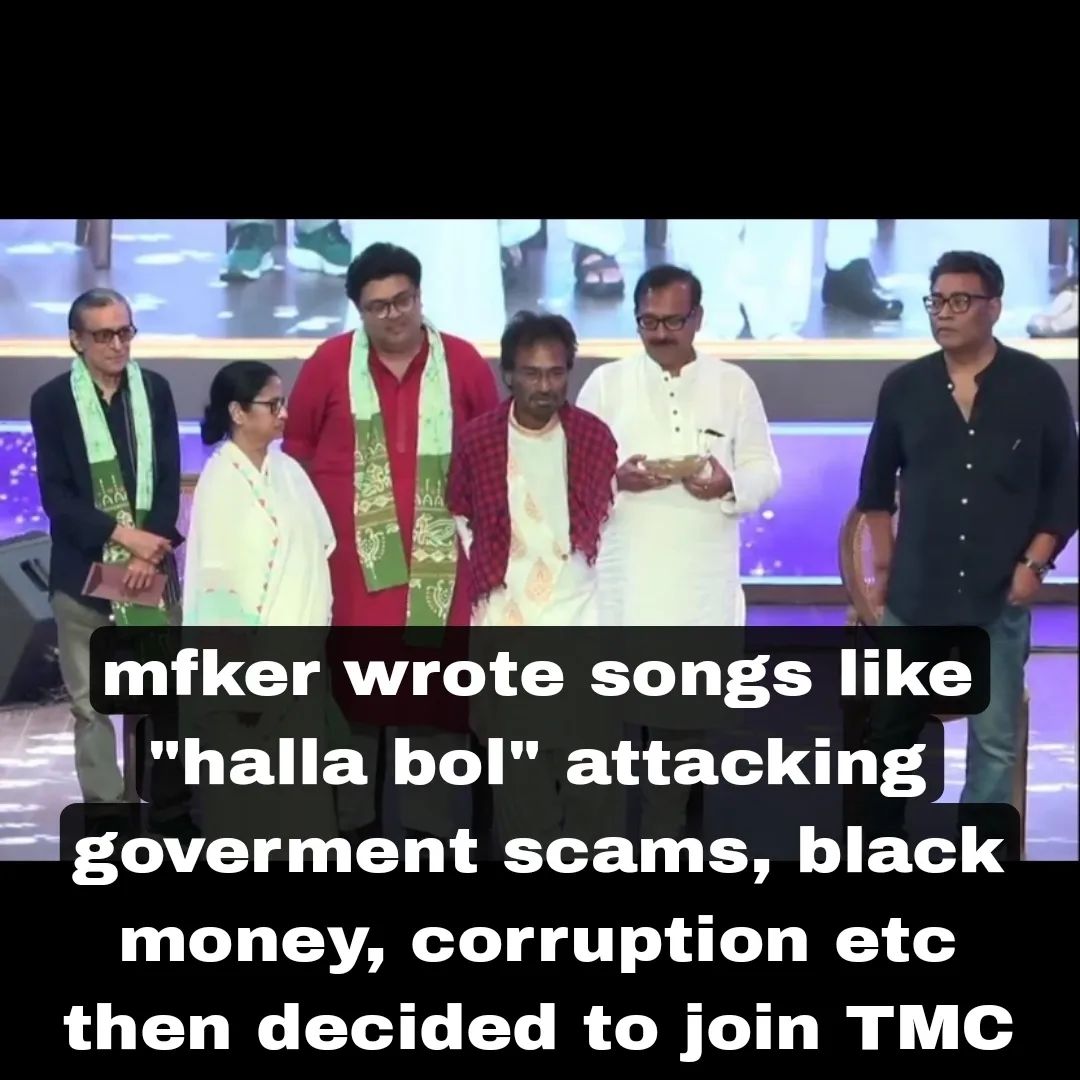 mfker wrote songs like
"halla bol" attacking
goverment scams, black
money, corruption etc
then decided to join TMC